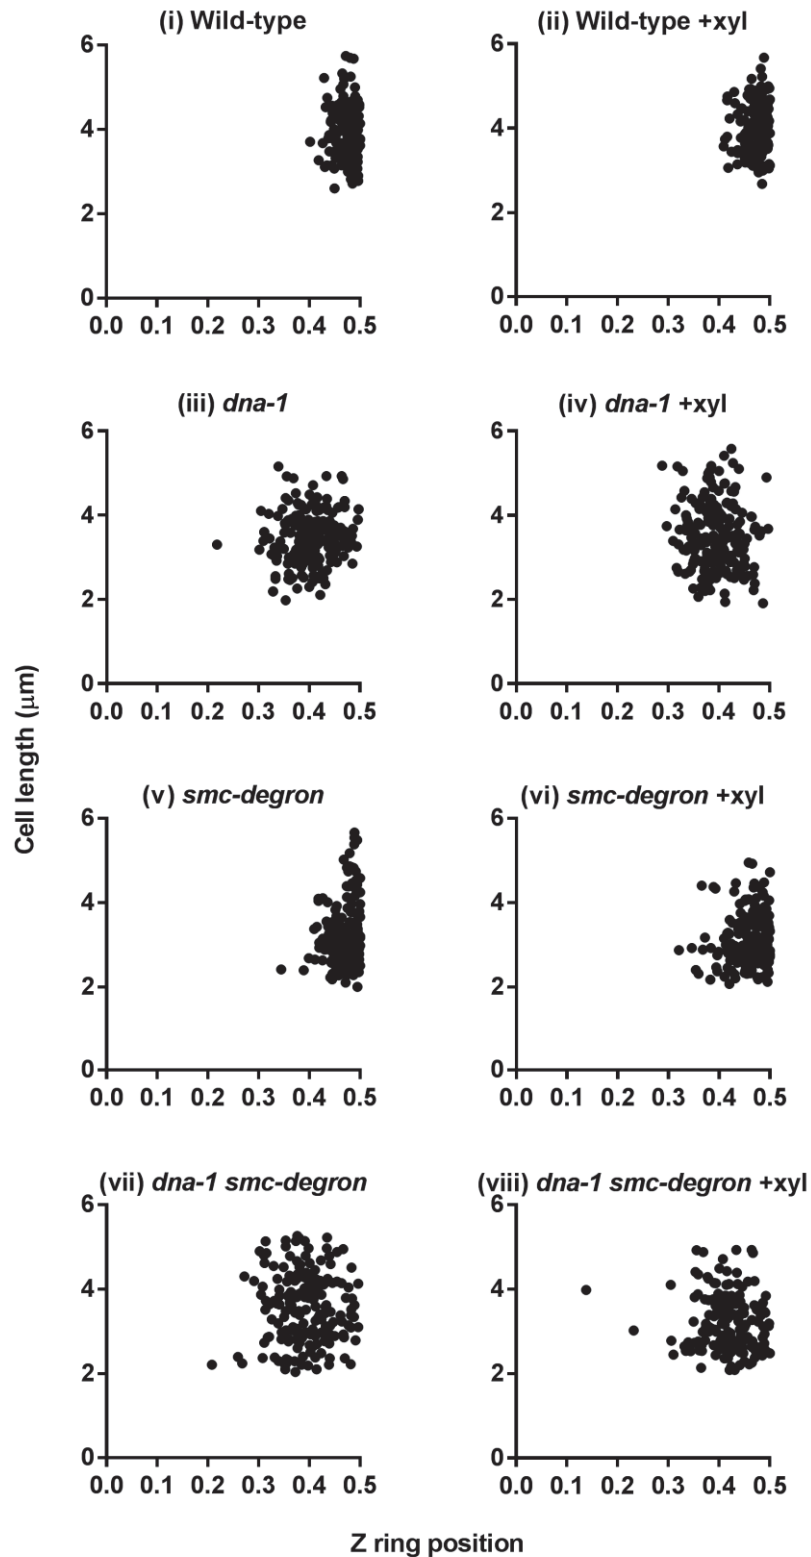 (i) Wild-type
(ii) Wild-type +xyl
6
4
2
0
0.0 0.1 0.2 0.3 0.4 0.5
6
4
2
0
0.0 0.1 0.2 0.3 0.4 0.5
(iii) dna-1
(iv) dna-1 +xyl
6
4
2
0
0.0 0.1 0.2 0.3 0.4 0.5
6
4
2
0
0.0 0.1 0.2 0.3 0.4 0.5
Cell length (μm)
(v) smc-degron
(vi) smc-degron +xyl
6
4
2
0
0.0 0.1 0.2 0.3 0.4 0.5
6
4
2
0
0.0 0.1 0.2 0.3 0.4 0.5
(vii) dna-1 smc-degron
(viii) dna-1 smc-degron +xyl
6
4
2
0
0.0 0.1 0.2 0.3 0.4 0.5
6
4
2
0
0.0 0.1 0.2 0.3 0.4 0.5
Z ring position